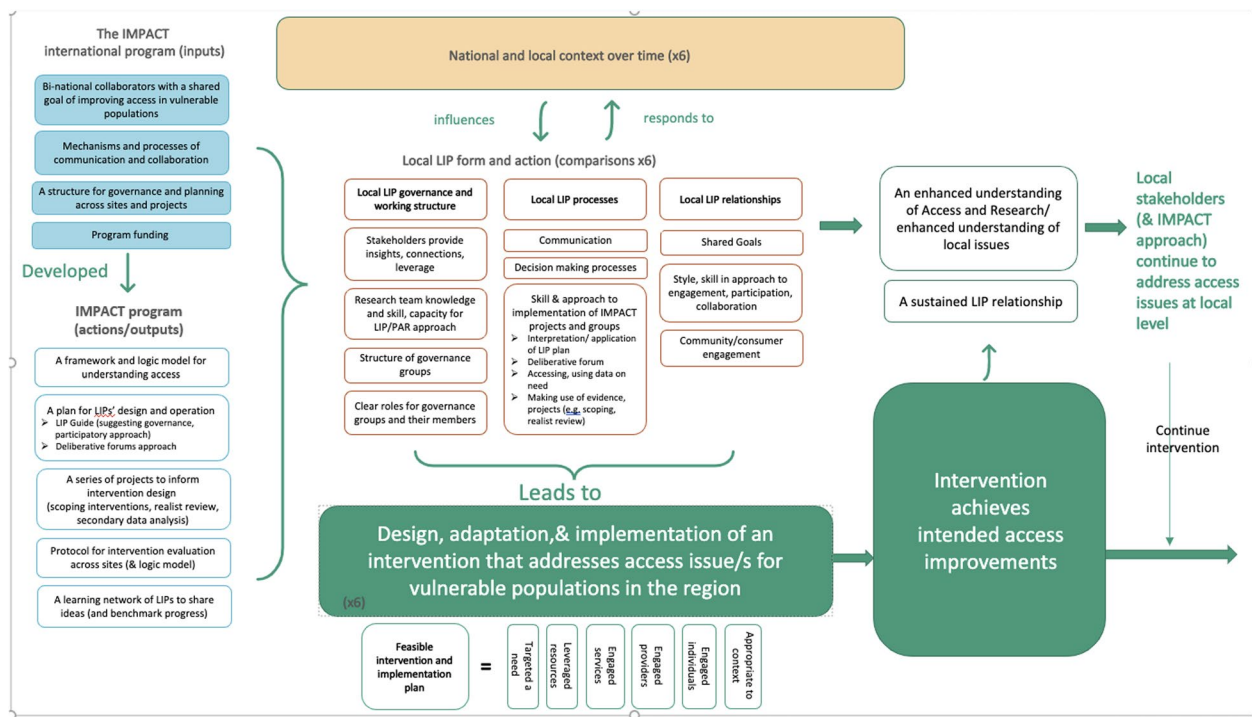 The IMPACT
international program (inputs)
Bi-national collaborators with a shared
goal of improving access in vulnerable
populations
Mechanisms and processes of
communication and collaboration
A structure for governance and planning
across sites and projects
Program funding
Developed
IMPACT program
(actions/outputs)
A framework and logic model for
understanding access
A plan for LIPs’ design and operation
➢ LIP Guide (suggesting governance,
participatory approach)
➢ Deliberative forums approach
A series of projects to inform
intervention design
(scoping interventions, realist review,
secondary data analysis)
Protocol for intervention evaluation
across sites (& logic model)
A learning network of LIPs to share
ideas (and benchmark progress)
National and local context over time (x6)
influences
responds to
Local LIP form and action (comparisons x6)
Local LIP governance and
working structure
Stakeholders provide
insights, connections,
leverage
Research team knowledge
and skill, capacity for
LIP/PAR approach
Structure of governance
groups
Clear roles for governance
groups and their members
Local LIP processes
Communication
Decision making processes
Skill & approach to
implementation of IMPACT
projects and groups
➢ Interpretation/ application
of LIP plan
➢ Deliberative forum
➢ Accessing, using data on
need
➢ Making use of evidence,
projects (e.g. scoping,
realist review)
Local LIP relationships
Shared Goals
Style, skill in approach to
engagement, participation,
collaboration
Community/consumer
engagement
Leads to
Design, adaptation,& implementation of an
intervention that addresses access issue/s for
vulnerable populations in the region
(x6)
Feasible
intervention and
implementation
plan
=
Targeted a
need
Leveraged
resources
Engaged
services
Engaged
providers
Engaged
individuals
Appropriate to
context
An enhanced understanding
of Access and Research/
enhanced understanding of
local issues
A sustained LIP relationship
Intervention
achieves
intended access
improvements
Local
stakeholders
(& IMPACT
approach)
continue to
address access
issues at local
level
Continue
intervention